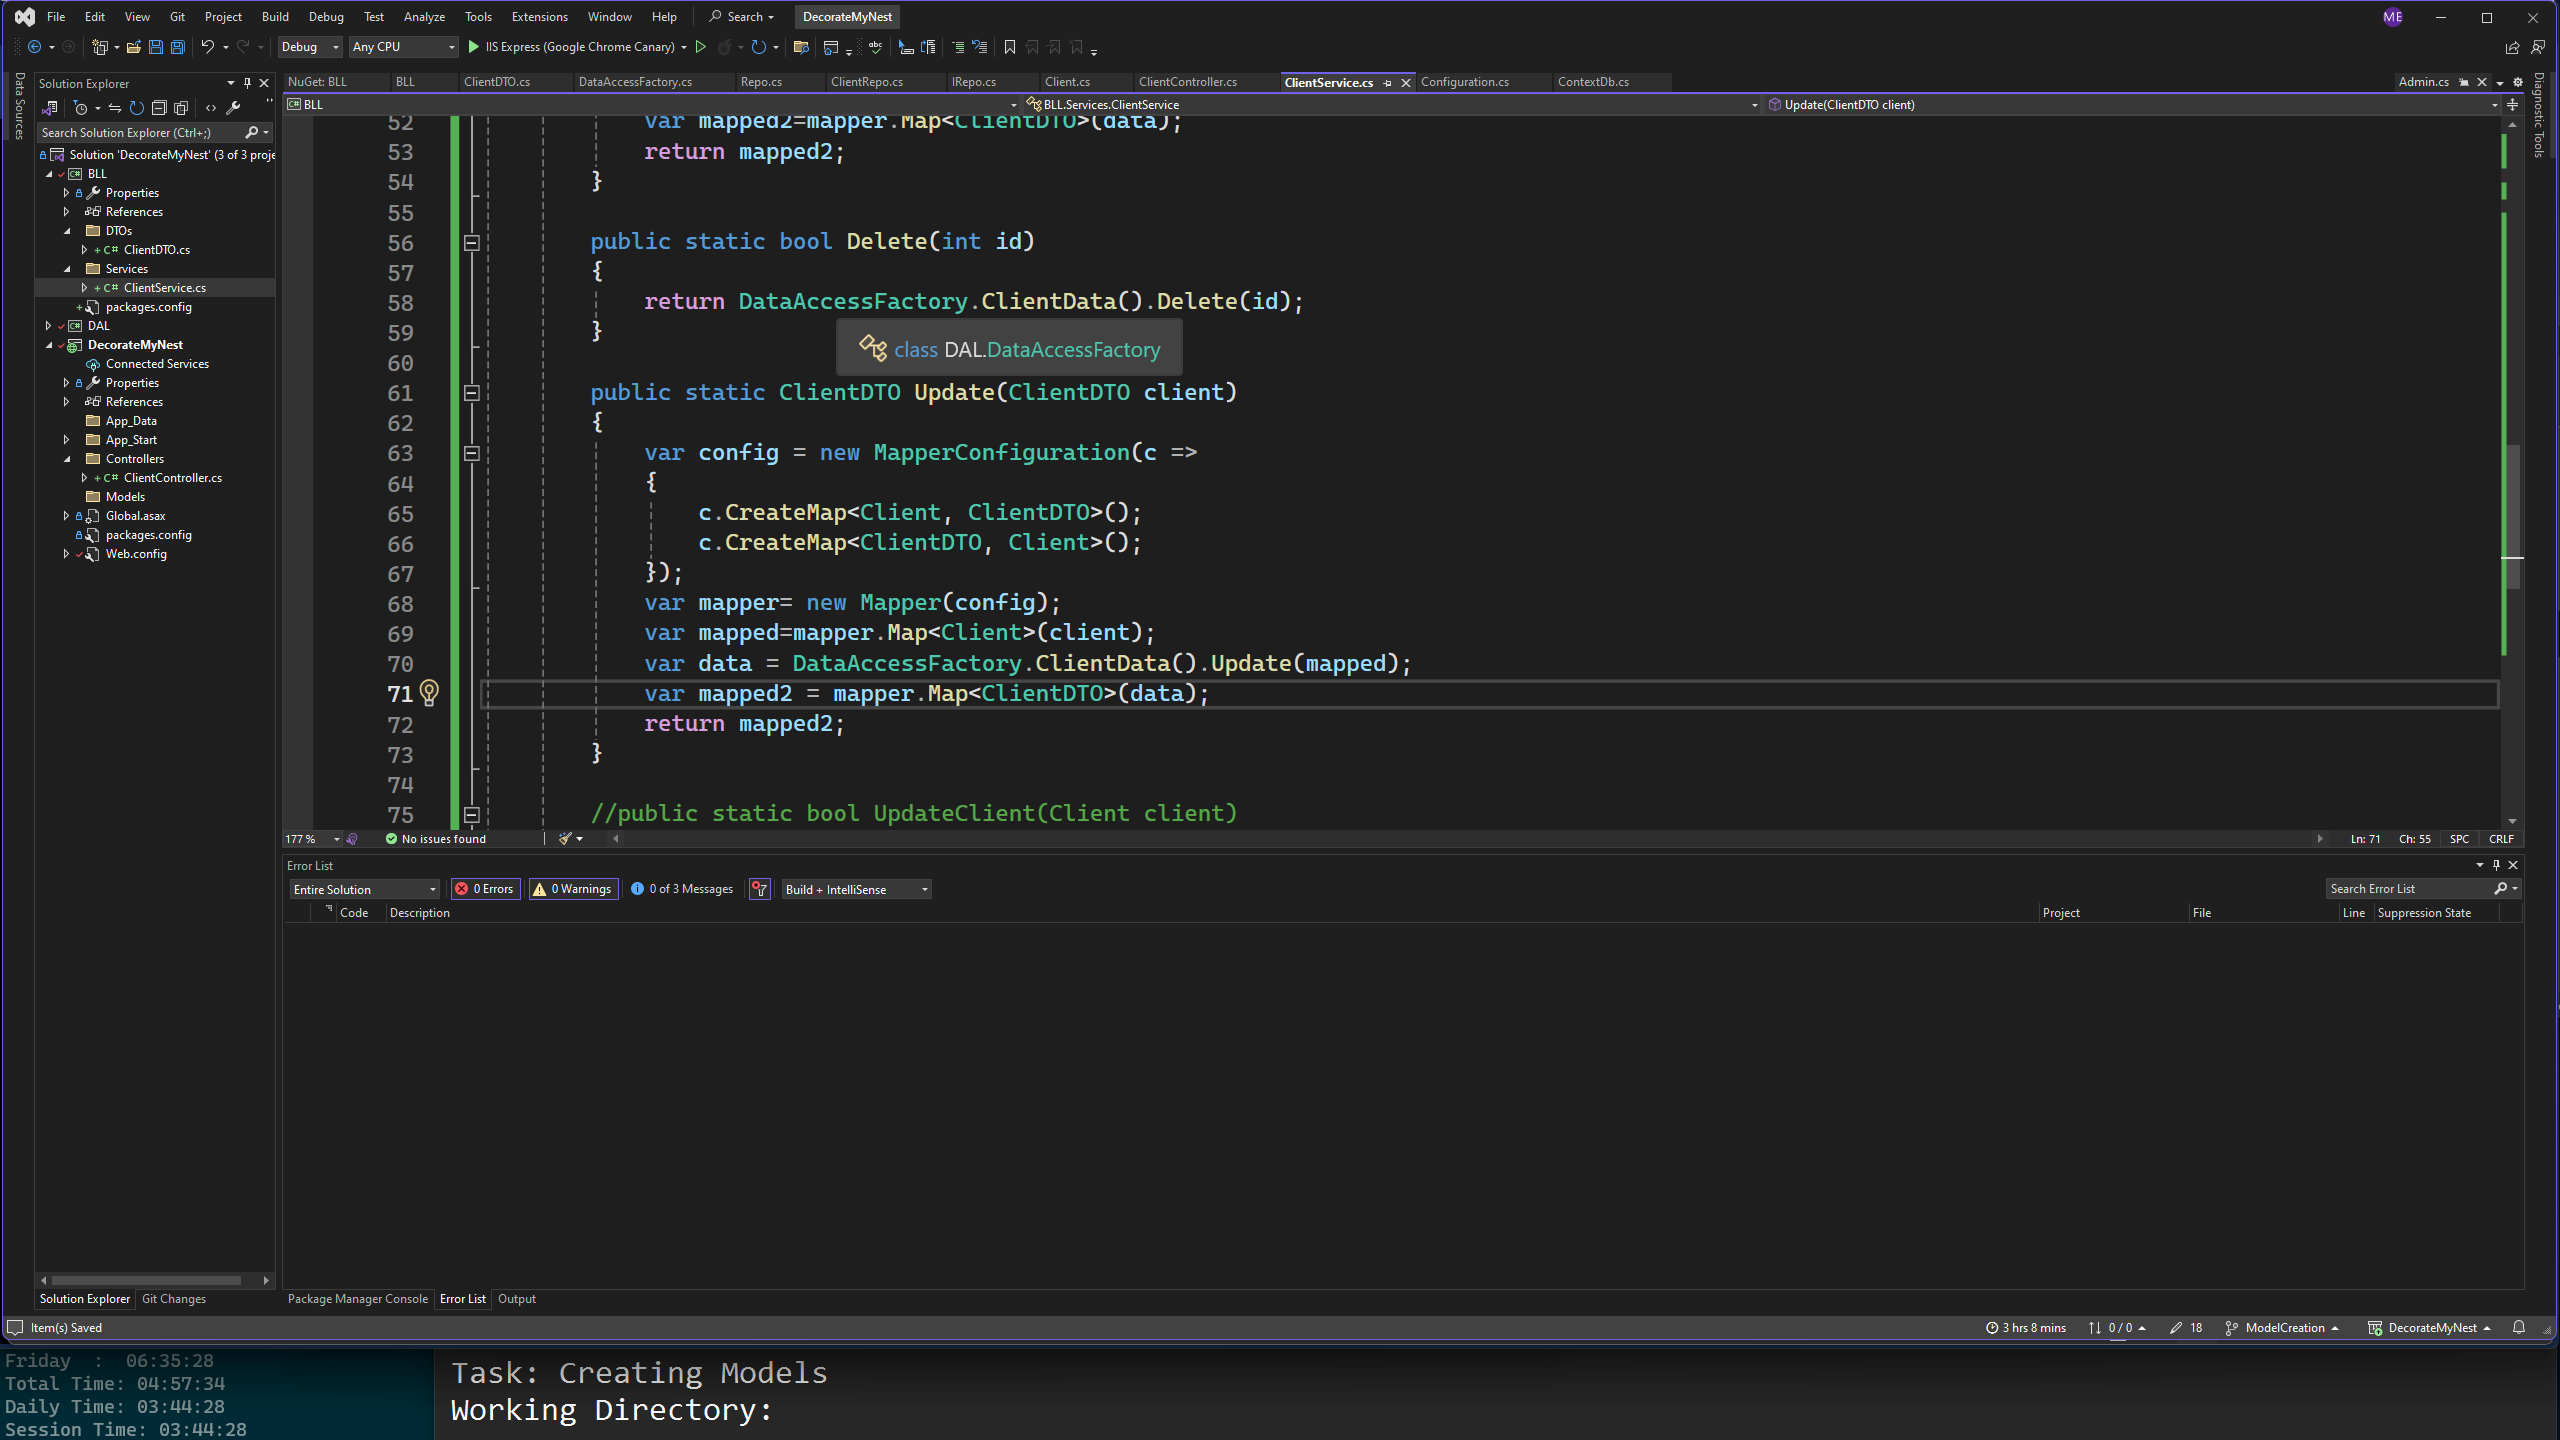 File Edit View Git Project Build Debug Test Analyze Tools Extensions Window Help Search DecorateMyNest ME
Debug Any CPU IIS Express (Google Chrome Canary)
Data Sources
Solution Explorer
Search Solution Explorer (Ctrl+;)
Solution 'DecorateMyNest' (3 of 3 proje
BLL
Properties
References
DTOs
C# ClientDTO.cs
Services
C# ClientService.cs
packages.config
DAL
DecorateMyNest
Connected Services
Properties
References
App_Data
App_Start
Controllers
C# ClientController.cs
Models
Global.asax
packages.config
Web.config
Solution Explorer Git Changes
NuGet: BLL BLL ClientDTO.cs DataAccessFactory.cs Repo.cs ClientRepo.cs IRepo.cs Client.cs ClientController.cs ClientService.cs Configuration.cs ContextDb.cs Admin.cs
BLL BLL.Services.ClientService Update(ClientDTO client)
52 var mapped2=mapper.Map<ClientDTO>(data);
53 return mapped2;
54 }
55
56 public static bool Delete(int id)
57 {
58 return DataAccessFactory.ClientData().Delete(id);
59 }
class DAL.DataAccessFactory
60
61 public static ClientDTO Update(ClientDTO client)
62 {
63 var config = new MapperConfiguration(c =>
64 {
65 c.CreateMap<Client, ClientDTO>();
66 c.CreateMap<ClientDTO, Client>();
67 });
68 var mapper= new Mapper(config);
69 var mapped=mapper.Map<Client>(client);
70 var data = DataAccessFactory.ClientData().Update(mapped);
71 var mapped2 = mapper.Map<ClientDTO>(data);
72 return mapped2;
73 }
74
75 //public static bool UpdateClient(Client client)
177 % No issues found Ln: 71 Ch: 55 SPC CRLF
Diagnostic Tools
Error List
Entire Solution 0 Errors 0 Warnings 0 of 3 Messages Build + IntelliSense Search Error List
Code Description Project File Line Suppression State
Package Manager Console Error List Output
Item(s) Saved 3 hrs 8 mins 0 / 0 18 ModelCreation DecorateMyNest
Friday : 06:35:28
Total Time: 04:57:34
Daily Time: 03:44:28
Session Time: 03:44:28
Task: Creating Models
Working Directory: